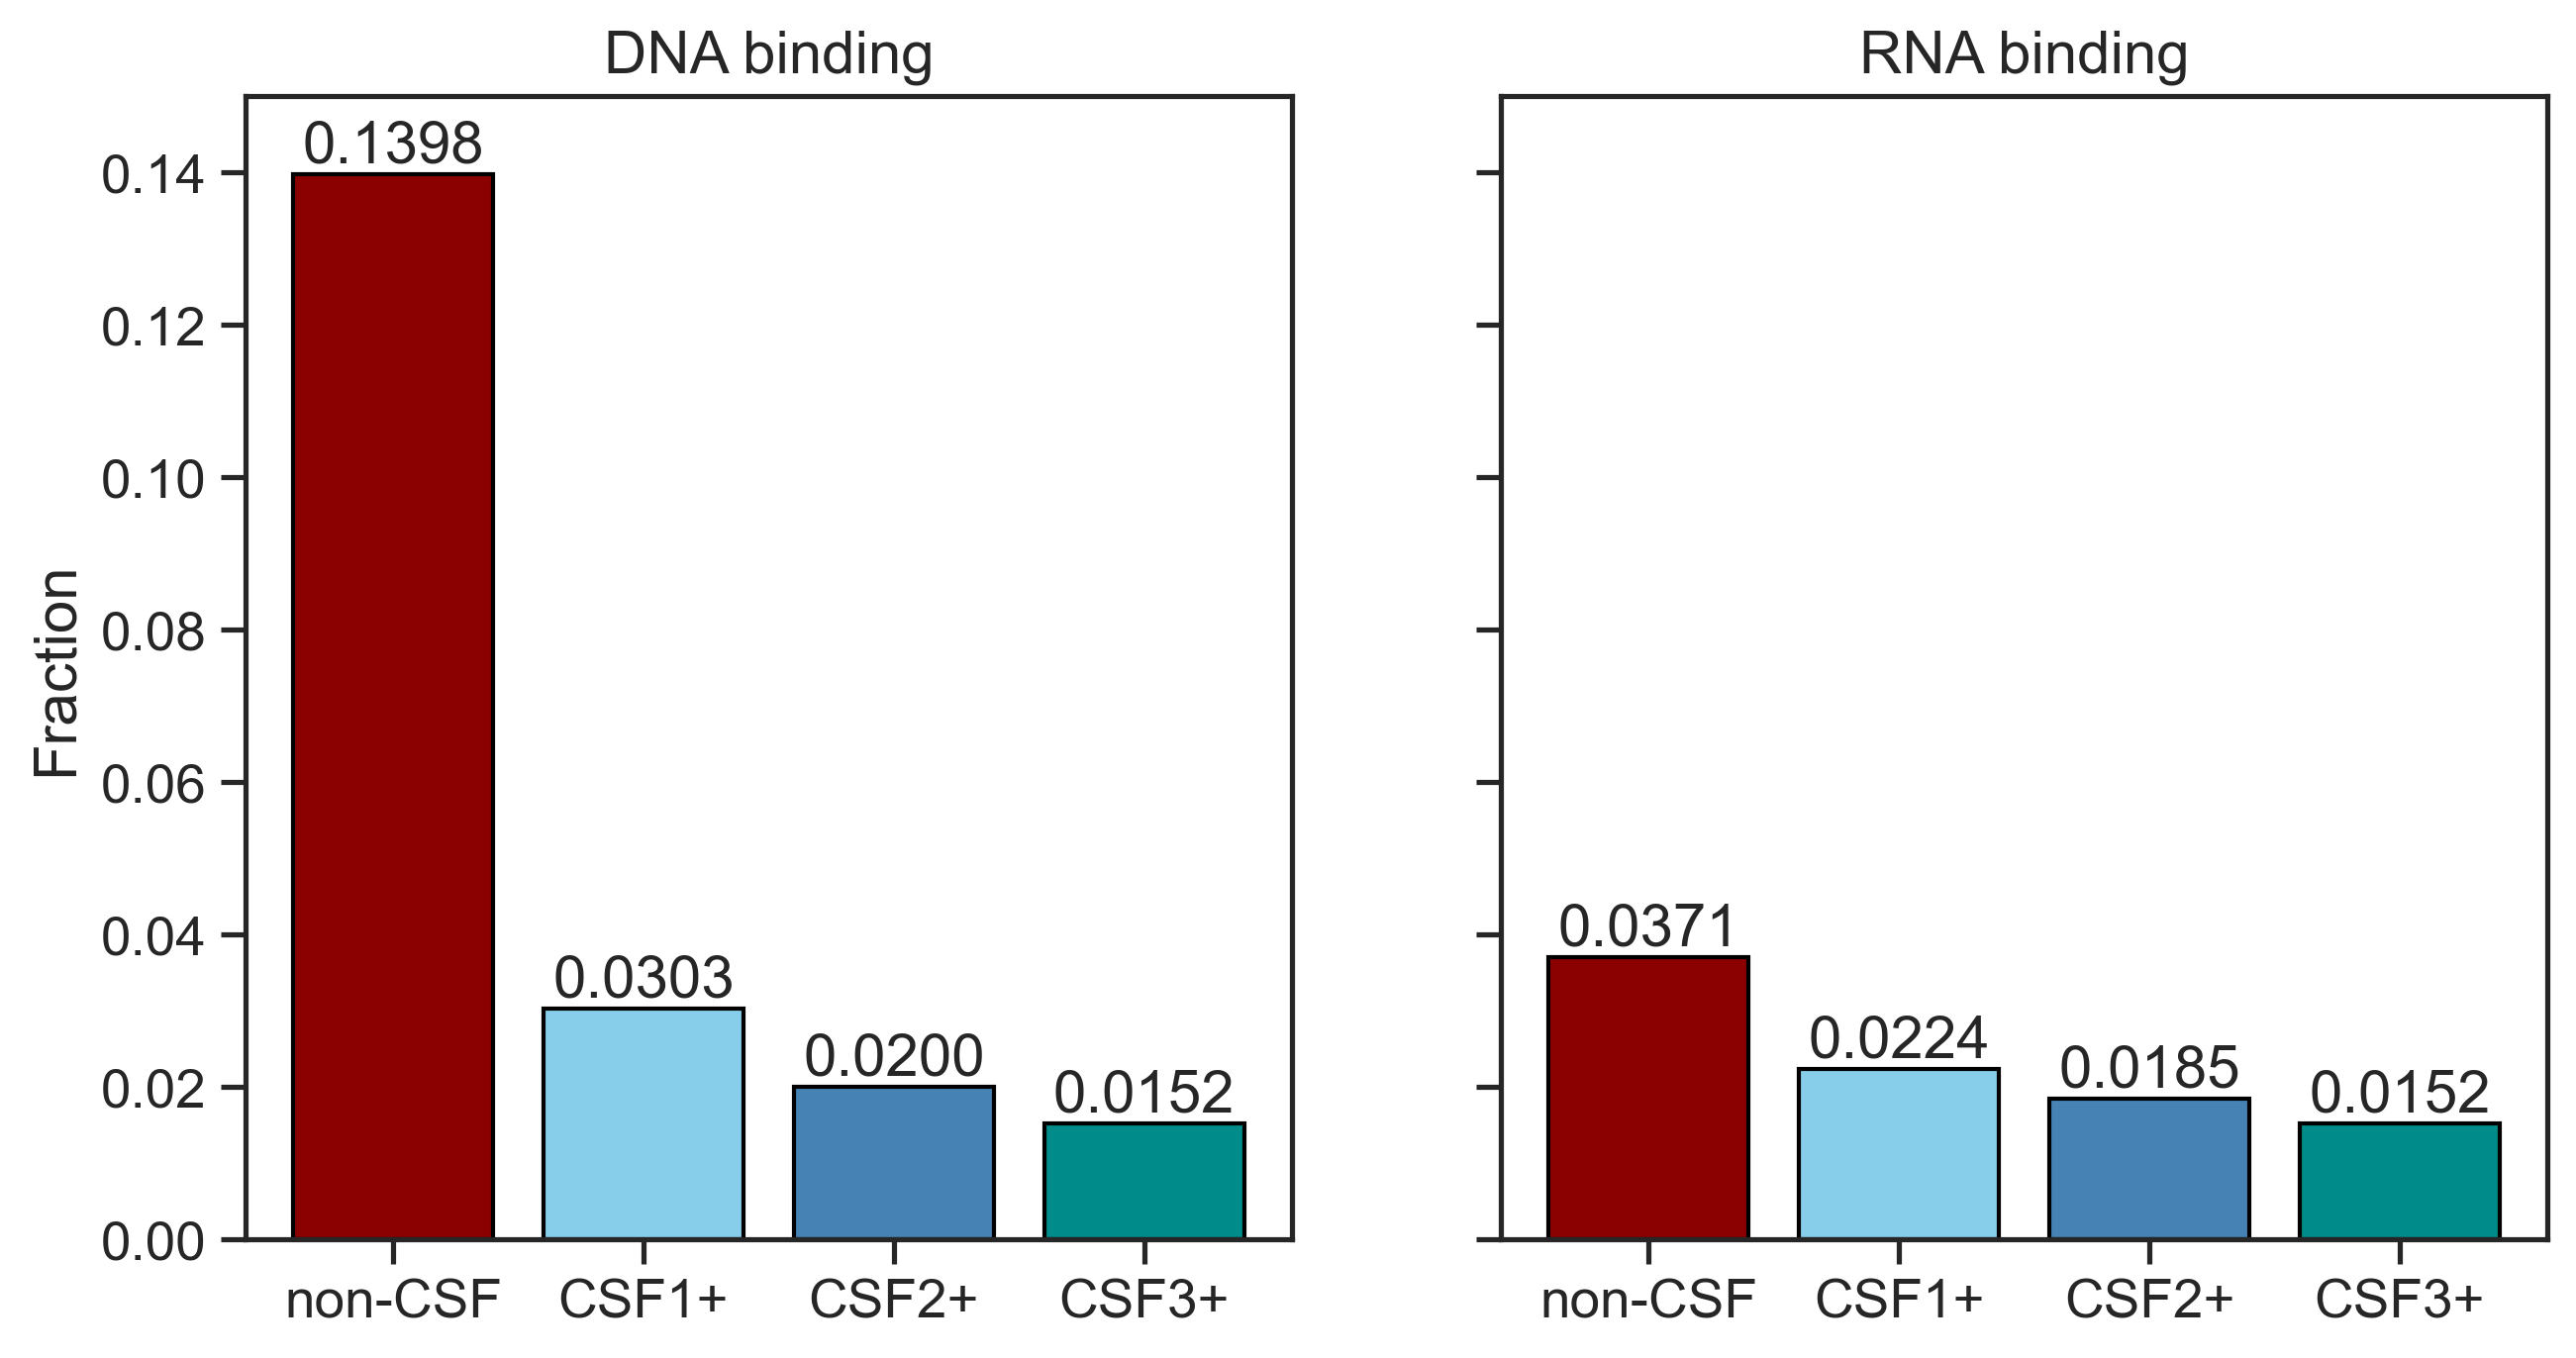 DNA binding
0.1398
0.0303
0.0200
0.0152
0.14
0.12
0.10
0.08
0.06
0.04
0.02
0.00
Fraction
non-CSF
CSF1+
CSF2+
CSF3+
RNA binding
0.0371
0.0224
0.0185
0.0152
non-CSF
CSF1+
CSF2+
CSF3+